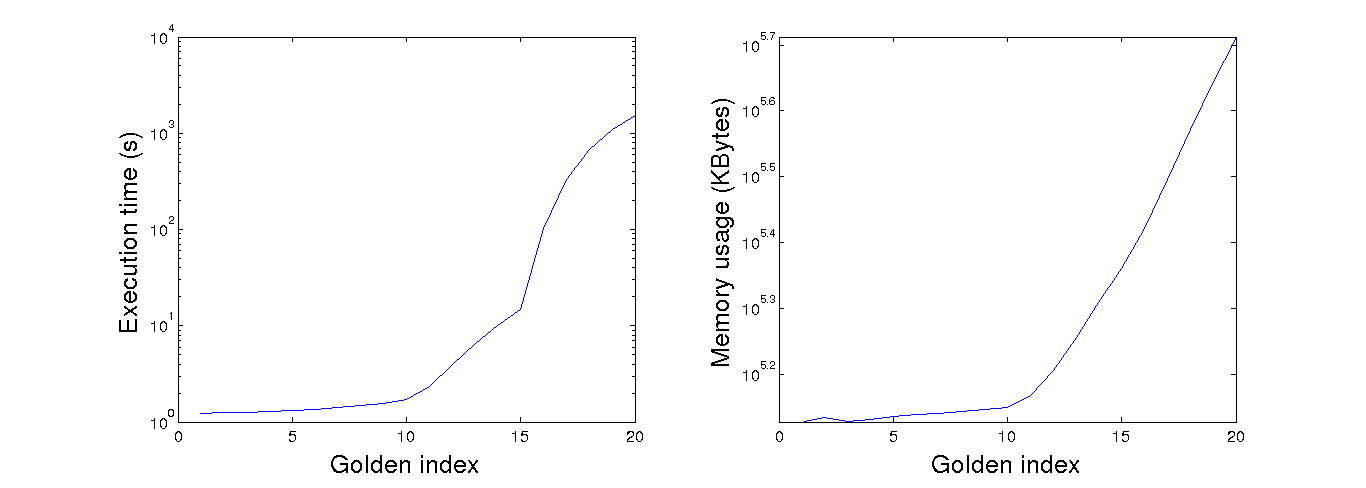 Execution time (s)
10^4
10^3
10^2
10^1
10^0
0 5 10 15 20
Golden index
Memory usage (KBytes)
10^5.7
10^5.6
10^5.5
10^5.4
10^5.3
10^5.2
0 5 10 15 20
Golden index